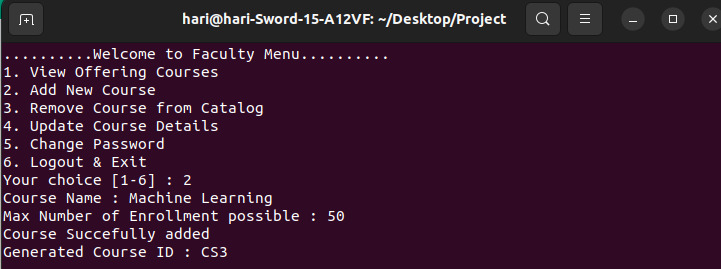 hari@hari-Sword-15-A12VF: ~/Desktop/Project
..........Welcome to Faculty Menu..........
1. View Offering Courses
2. Add New Course
3. Remove Course from Catalog
4. Update Course Details
5. Change Password
6. Logout & Exit
Your choice [1-6] : 2
Course Name : Machine Learning
Max Number of Enrollment possible : 50
Course Succefully added
Generated Course ID : CS3